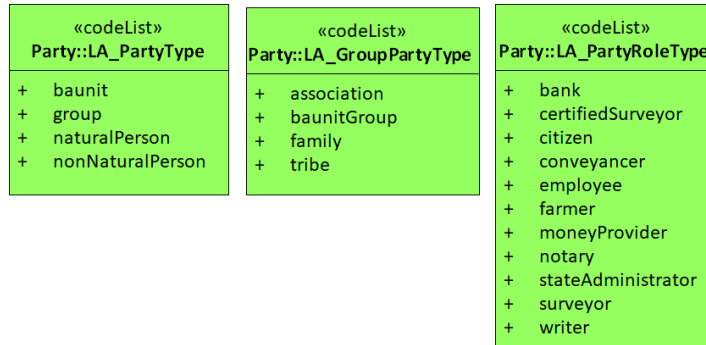 «codeList»
Party::LA_PartyType
+ baunit
+ group
+ naturalPerson
+ nonNaturalPerson
«codeList»
Party::LA_GroupPartyType
+ association
+ baunitGroup
+ family
+ tribe
«codeList»
Party::LA_PartyRoleType
+ bank
+ certifiedSurveyor
+ citizen
+ conveyancer
+ employee
+ farmer
+ moneyProvider
+ notary
+ stateAdministrator
+ surveyor
+ writer